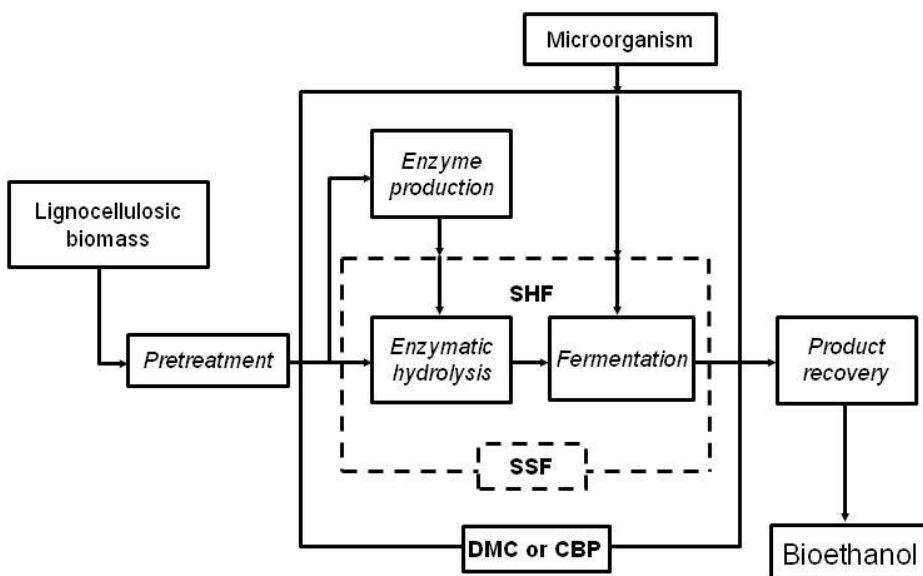 Microorganism
Enzyme
production
Lignocellulosic
biomass
SHF
Pretreatment
Enzymatic
hydrolysis
Fermentation
Product
recovery
SSF
DMC or CBP
Bioethanol